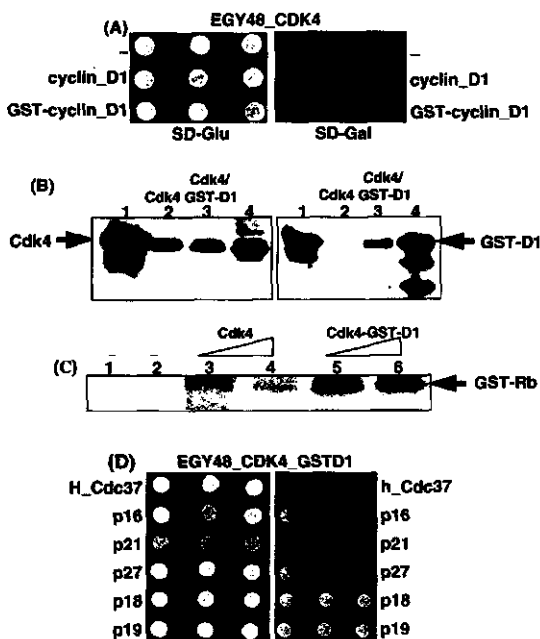 (A) EGY48_CDK4
– –
cyclin_D1 cyclin_D1
GST-cyclin_D1 GST-cyclin_D1
SD-Glu SD-Gal
(B) Cdk4/ Cdk4/
Cdk4 GST-D1 Cdk4 GST-D1
1 2 3 4 1 2 3 4
Cdk4 GST-D1
Cdk4 Cdk4-GST-D1
– –
(C) 1 2 3 4 5 6
GST-Rb
(D) EGY48_CDK4_GSTD1
H_Cdc37 h_Cdc37
p16 p16
p21 p21
p27 p27
p18 p18
p19 p19